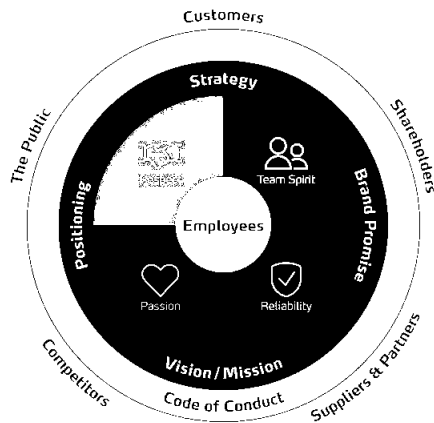 Customers
Strategy
The Public
Shareholders
Team Spirit
Positioning
Employees
Brand Promise
Passion
Reliability
Vision/Mission
Competitors
Code of Conduct
Suppliers & Partners